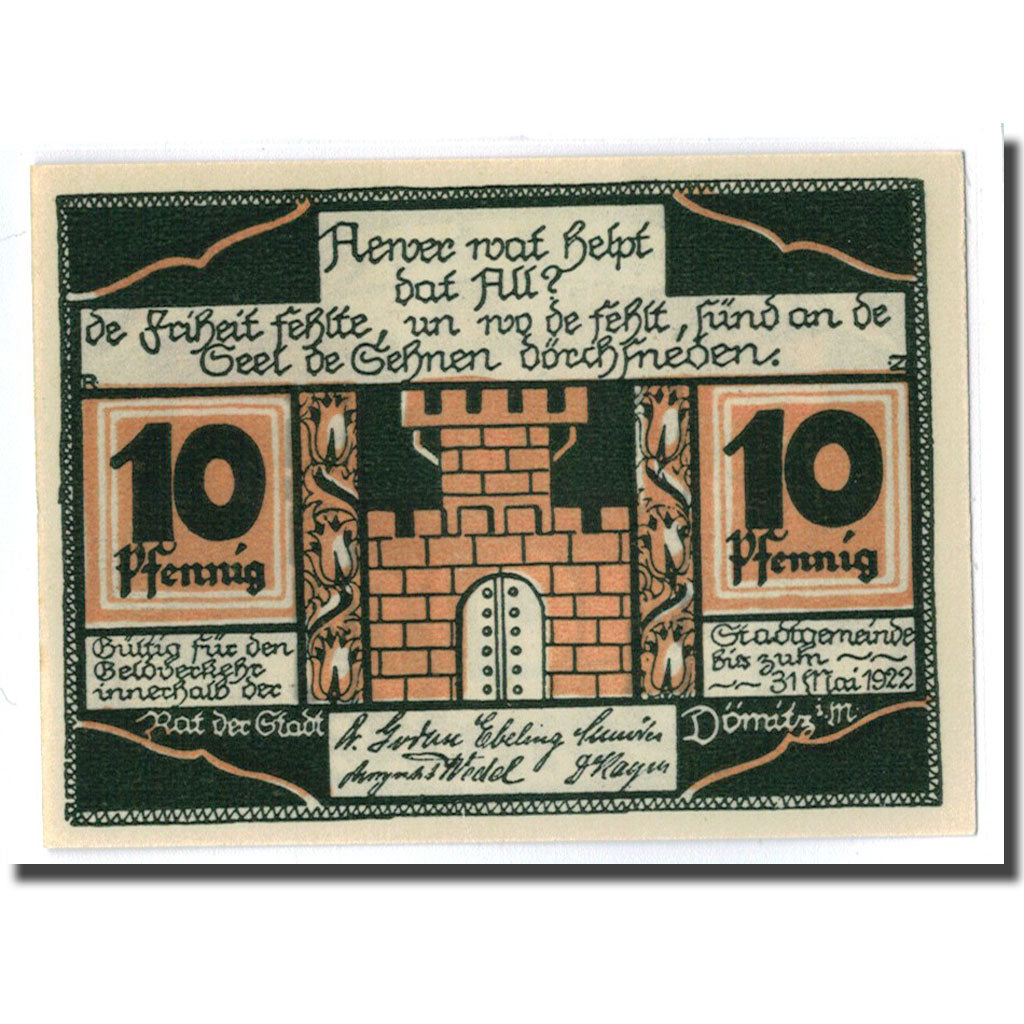 Aewer wat helpt
dat All?
de Friheit fehlte, un wo de fehlt, sünd an de
Seel de Sehnen dörchsneden.
R Z
10 10
Pfennig Pfennig
Gültig für den
Geldverkehr
innerhalb der
Stadtgemeinde
bis zum
31 Mai 1922
Rat der Stadt
Dömitz i. M.
Ebeling
Wedel